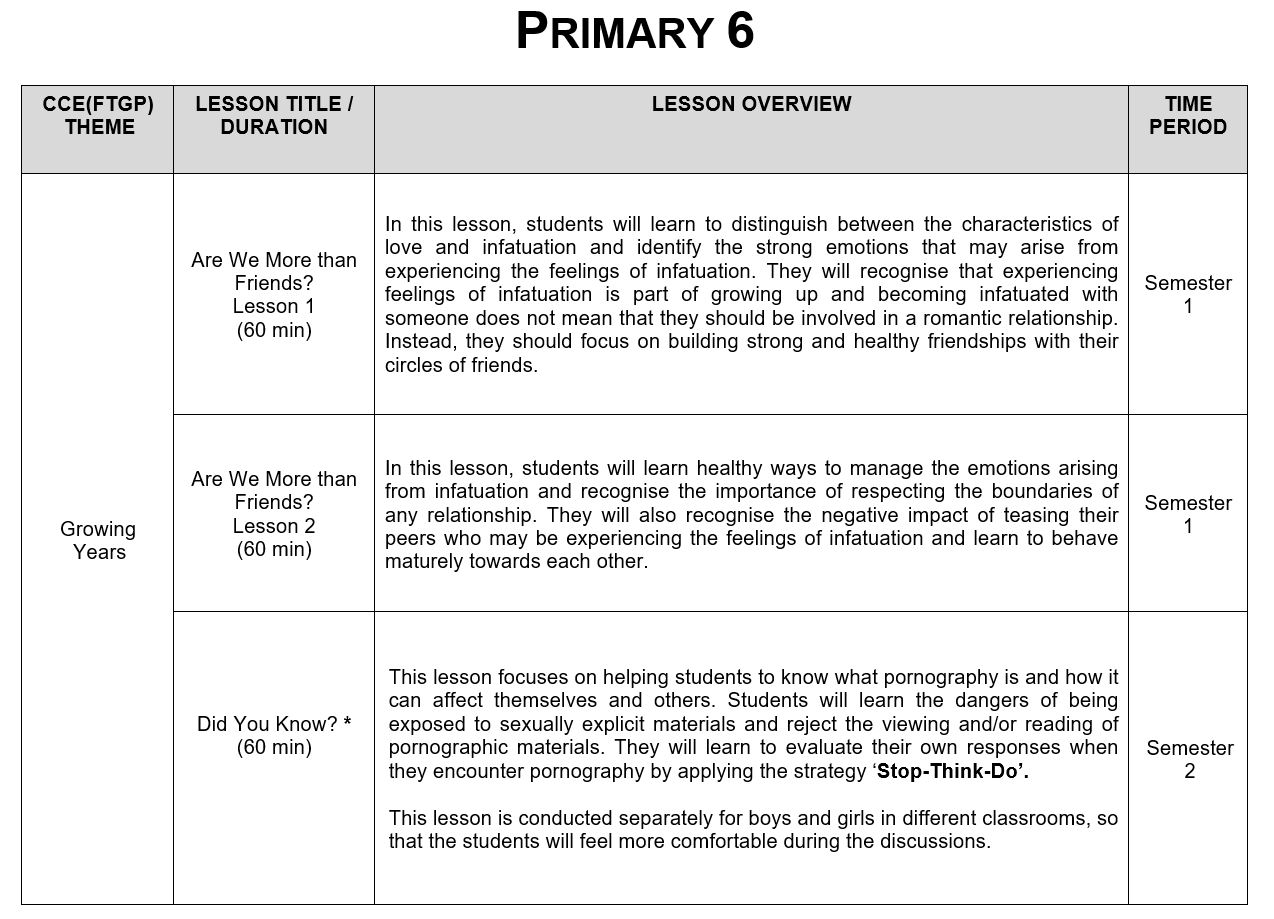 PRIMARY 6
CCE(FTGP)
THEME
LESSON TITLE /
DURATION
LESSON OVERVIEW
TIME
PERIOD
Growing
Years
Are We More than
Friends?
Lesson 1
(60 min)
In this lesson, students will learn to distinguish between the characteristics of
love and infatuation and identify the strong emotions that may arise from
experiencing the feelings of infatuation. They will recognise that experiencing
feelings of infatuation is part of growing up and becoming infatuated with
someone does not mean that they should be involved in a romantic relationship.
Instead, they should focus on building strong and healthy friendships with their
circles of friends.
Semester
1
Are We More than
Friends?
Lesson 2
(60 min)
In this lesson, students will learn healthy ways to manage the emotions arising
from infatuation and recognise the importance of respecting the boundaries of
any relationship. They will also recognise the negative impact of teasing their
peers who may be experiencing the feelings of infatuation and learn to behave
maturely towards each other.
Semester
1
Did You Know? *
(60 min)
This lesson focuses on helping students to know what pornography is and how it
can affect themselves and others. Students will learn the dangers of being
exposed to sexually explicit materials and reject the viewing and/or reading of
pornographic materials. They will learn to evaluate their own responses when
they encounter pornography by applying the strategy ‘Stop-Think-Do’.
This lesson is conducted separately for boys and girls in different classrooms, so
that the students will feel more comfortable during the discussions.
Semester
2